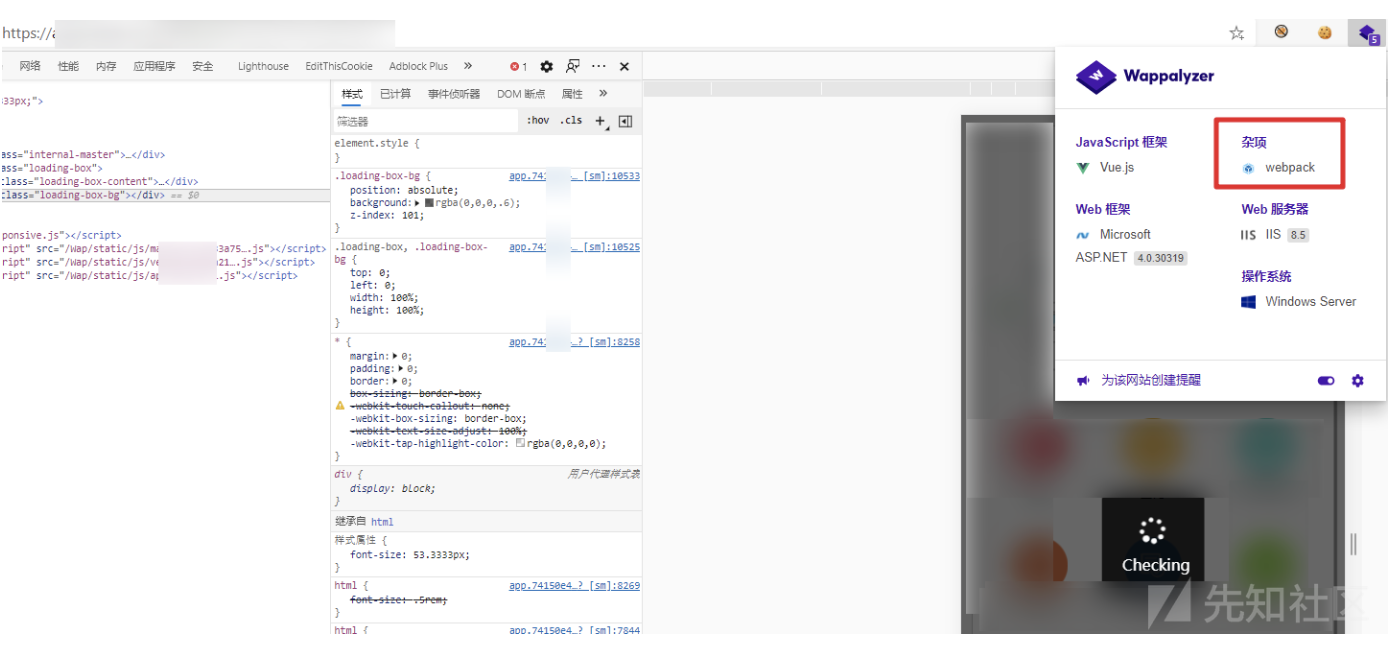 https://
网络 性能 内存 应用程序 安全 Lighthouse EditThisCookie Adblock Plus » 1 ··· ×
33px;">
ass="internal-master">…</div>
ass="loading-box">
class="loading-box-content">…</div>
class="loading-box-bg"></div> == $0
ponsive.js"></script>
ript" src="/wap/static/js/ma 3a75….js"></script>
ript" src="/wap/static/js/ve 21….js"></script>
ript" src="/wap/static/js/ap ….js"></script>
样式 已计算 事件侦听器 DOM 断点 属性 »
筛选器 :hov .cls +
element.style {
}
.loading-box-bg { app.741 … [sm]:10533
position: absolute;
background: rgba(0,0,0,.6);
z-index: 101;
}
.loading-box, .loading-box- app.741 … [sm]:10525
bg {
top: 0;
left: 0;
width: 100%;
height: 100%;
}
* { app.741 …? [sm]:8258
margin: 0;
padding: 0;
border: 0;
box-sizing: border-box;
-webkit-touch-callout: none;
-webkit-box-sizing: border-box;
-webkit-text-size-adjust: 100%;
-webkit-tap-highlight-color: rgba(0,0,0,0);
}
div { 用户代理样式表
display: block;
}
继承自 html
样式属性 {
font-size: 53.3333px;
}
html { app.74150e4…? [sm]:8269
font-size: .5rem;
}
html { app.74150e4…? [sm]:7844
5
Wappalyzer
JavaScript 框架
Vue.js
Web 框架
Microsoft
ASP.NET 4.0.30319
杂项
webpack
Web 服务器
IIS IIS 8.5
操作系统
Windows Server
为该网站创建提醒
Checking
先知社区